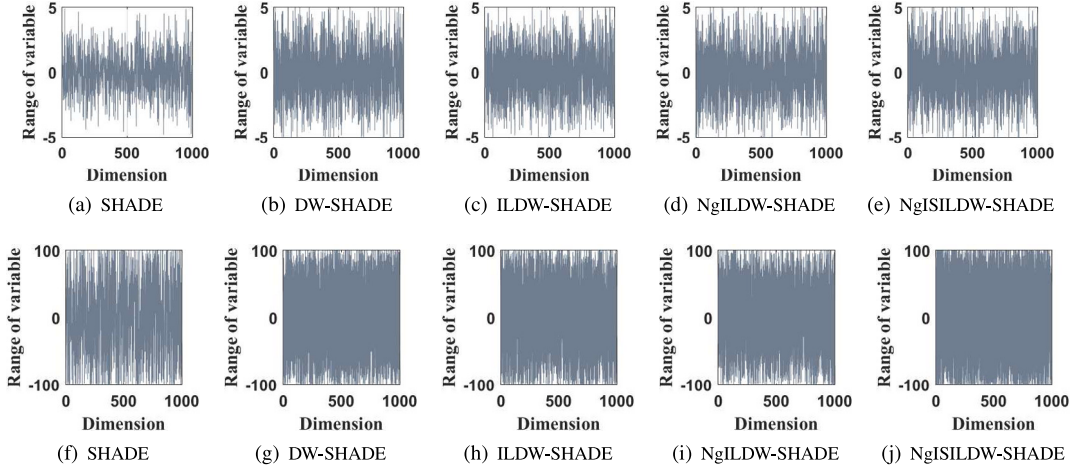 5 5 5 5 5
Range of variable Range of variable Range of variable Range of variable Range of variable
0 0 0 0 0
-5 -5 -5 -5 -5
0 500 1000 0 500 1000 0 500 1000 0 500 1000 0 500 1000
Dimension Dimension Dimension Dimension Dimension
(a) SHADE (b) DW-SHADE (c) ILDW-SHADE (d) NgILDW-SHADE (e) NgISILDW-SHADE
100 100 100 100 100
Range of variable Range of variable Range of variable Range of variable Range of variable
0 0 0 0 0
-100 -100 -100 -100 -100
0 500 1000 0 500 1000 0 500 1000 0 500 1000 0 500 1000
Dimension Dimension Dimension Dimension Dimension
(f) SHADE (g) DW-SHADE (h) ILDW-SHADE (i) NgILDW-SHADE (j) NgISILDW-SHADE